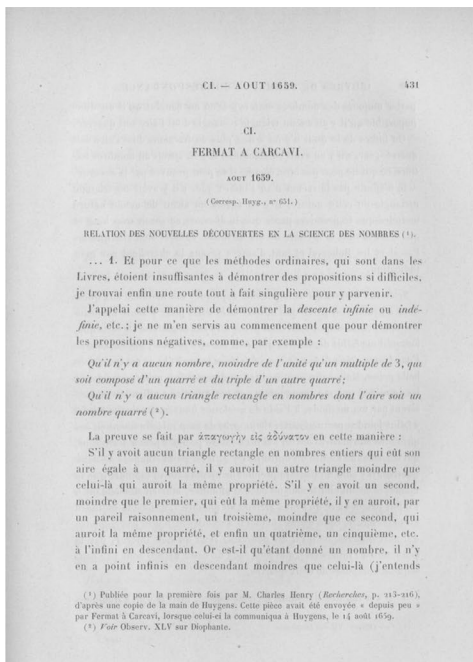 CI. — AOUT 1659.
431
CI.
FERMAT A CARCAVI.
AOUT 1659.
(Corresp. Huyg., n° 651.)
RELATION DES NOUVELLES DÉCOUVERTES EN LA SCIENCE DES NOMBRES (¹).
... 1. Et pour ce que les méthodes ordinaires, qui sont dans les
Livres, étoient insuffisantes à démontrer des propositions si difficiles,
je trouvai enfin une route tout à fait singulière pour y parvenir.
J'appelai cette manière de démontrer la descente infinie ou indé-
finie, etc.; je ne m'en servis au commencement que pour démontrer
les propositions négatives, comme, par exemple :
Qu'il n'y a aucun nombre, moindre de l'unité qu'un multiple de 3, qui
soit composé d'un quarré et du triple d'un autre quarré;
Qu'il n'y a aucun triangle rectangle en nombres dont l'aire soit un
nombre quarré (²).
La preuve se fait par ἀπαγωγὴν εἰς ἀδύνατον en cette manière :
S'il y avoit aucun triangle rectangle en nombres entiers qui eût son
aire égale à un quarré, il y auroit un autre triangle moindre que
celui-là qui auroit la même propriété. S'il y en avoit un second,
moindre que le premier, qui eût la même propriété, il y en auroit, par
un pareil raisonnement, un troisième, moindre que ce second, qui
auroit la même propriété, et enfin un quatrième, un cinquième, etc.
à l'infini en descendant. Or est-il qu'étant donné un nombre, il n'y
en a point infinis en descendant moindres que celui-là (j'entends
(¹) Publiée pour la première fois par M. Charles Henry (Recherches, p. 213-216),
d'après une copie de la main de Huygens. Cette pièce avait été envoyée « depuis peu »
par Fermat à Carcavi, lorsque celui-ci la communiqua à Huygens, le 14 août 1659.
(²) Voir Observ. XLV sur Diophante.